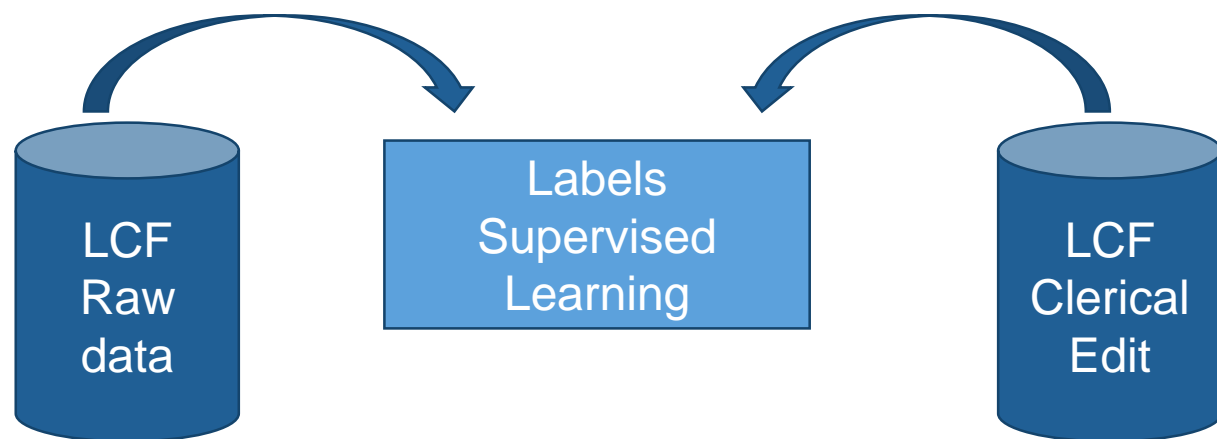 LCF
Raw
data
Labels
Supervised
Learning
LCF
Clerical
Edit